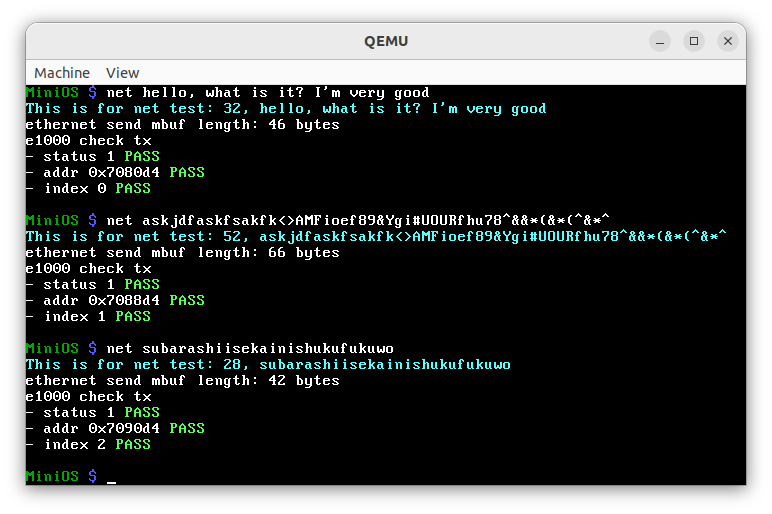 QEMU
Machine View
MiniOS $ net hello, what is it? I'm very good
This is for net test: 32, hello, what is it? I'm very good
ethernet send mbuf length: 46 bytes
e1000 check tx
- status 1 PASS
- addr 0x7080d4 PASS
- index 0 PASS
MiniOS $ net askjdfaskfsakfk<>AMFioef89&Ygi#UOURfhu78^&&*(&*(^&*^
This is for net test: 52, askjdfaskfsakfk<>AMFioef89&Ygi#UOURfhu78^&&*(&*(^&*^
ethernet send mbuf length: 66 bytes
e1000 check tx
- status 1 PASS
- addr 0x7088d4 PASS
- index 1 PASS
MiniOS $ net subarashiisekainishukufukuwo
This is for net test: 28, subarashiisekainishukufukuwo
ethernet send mbuf length: 42 bytes
e1000 check tx
- status 1 PASS
- addr 0x7090d4 PASS
- index 2 PASS
MiniOS $ _